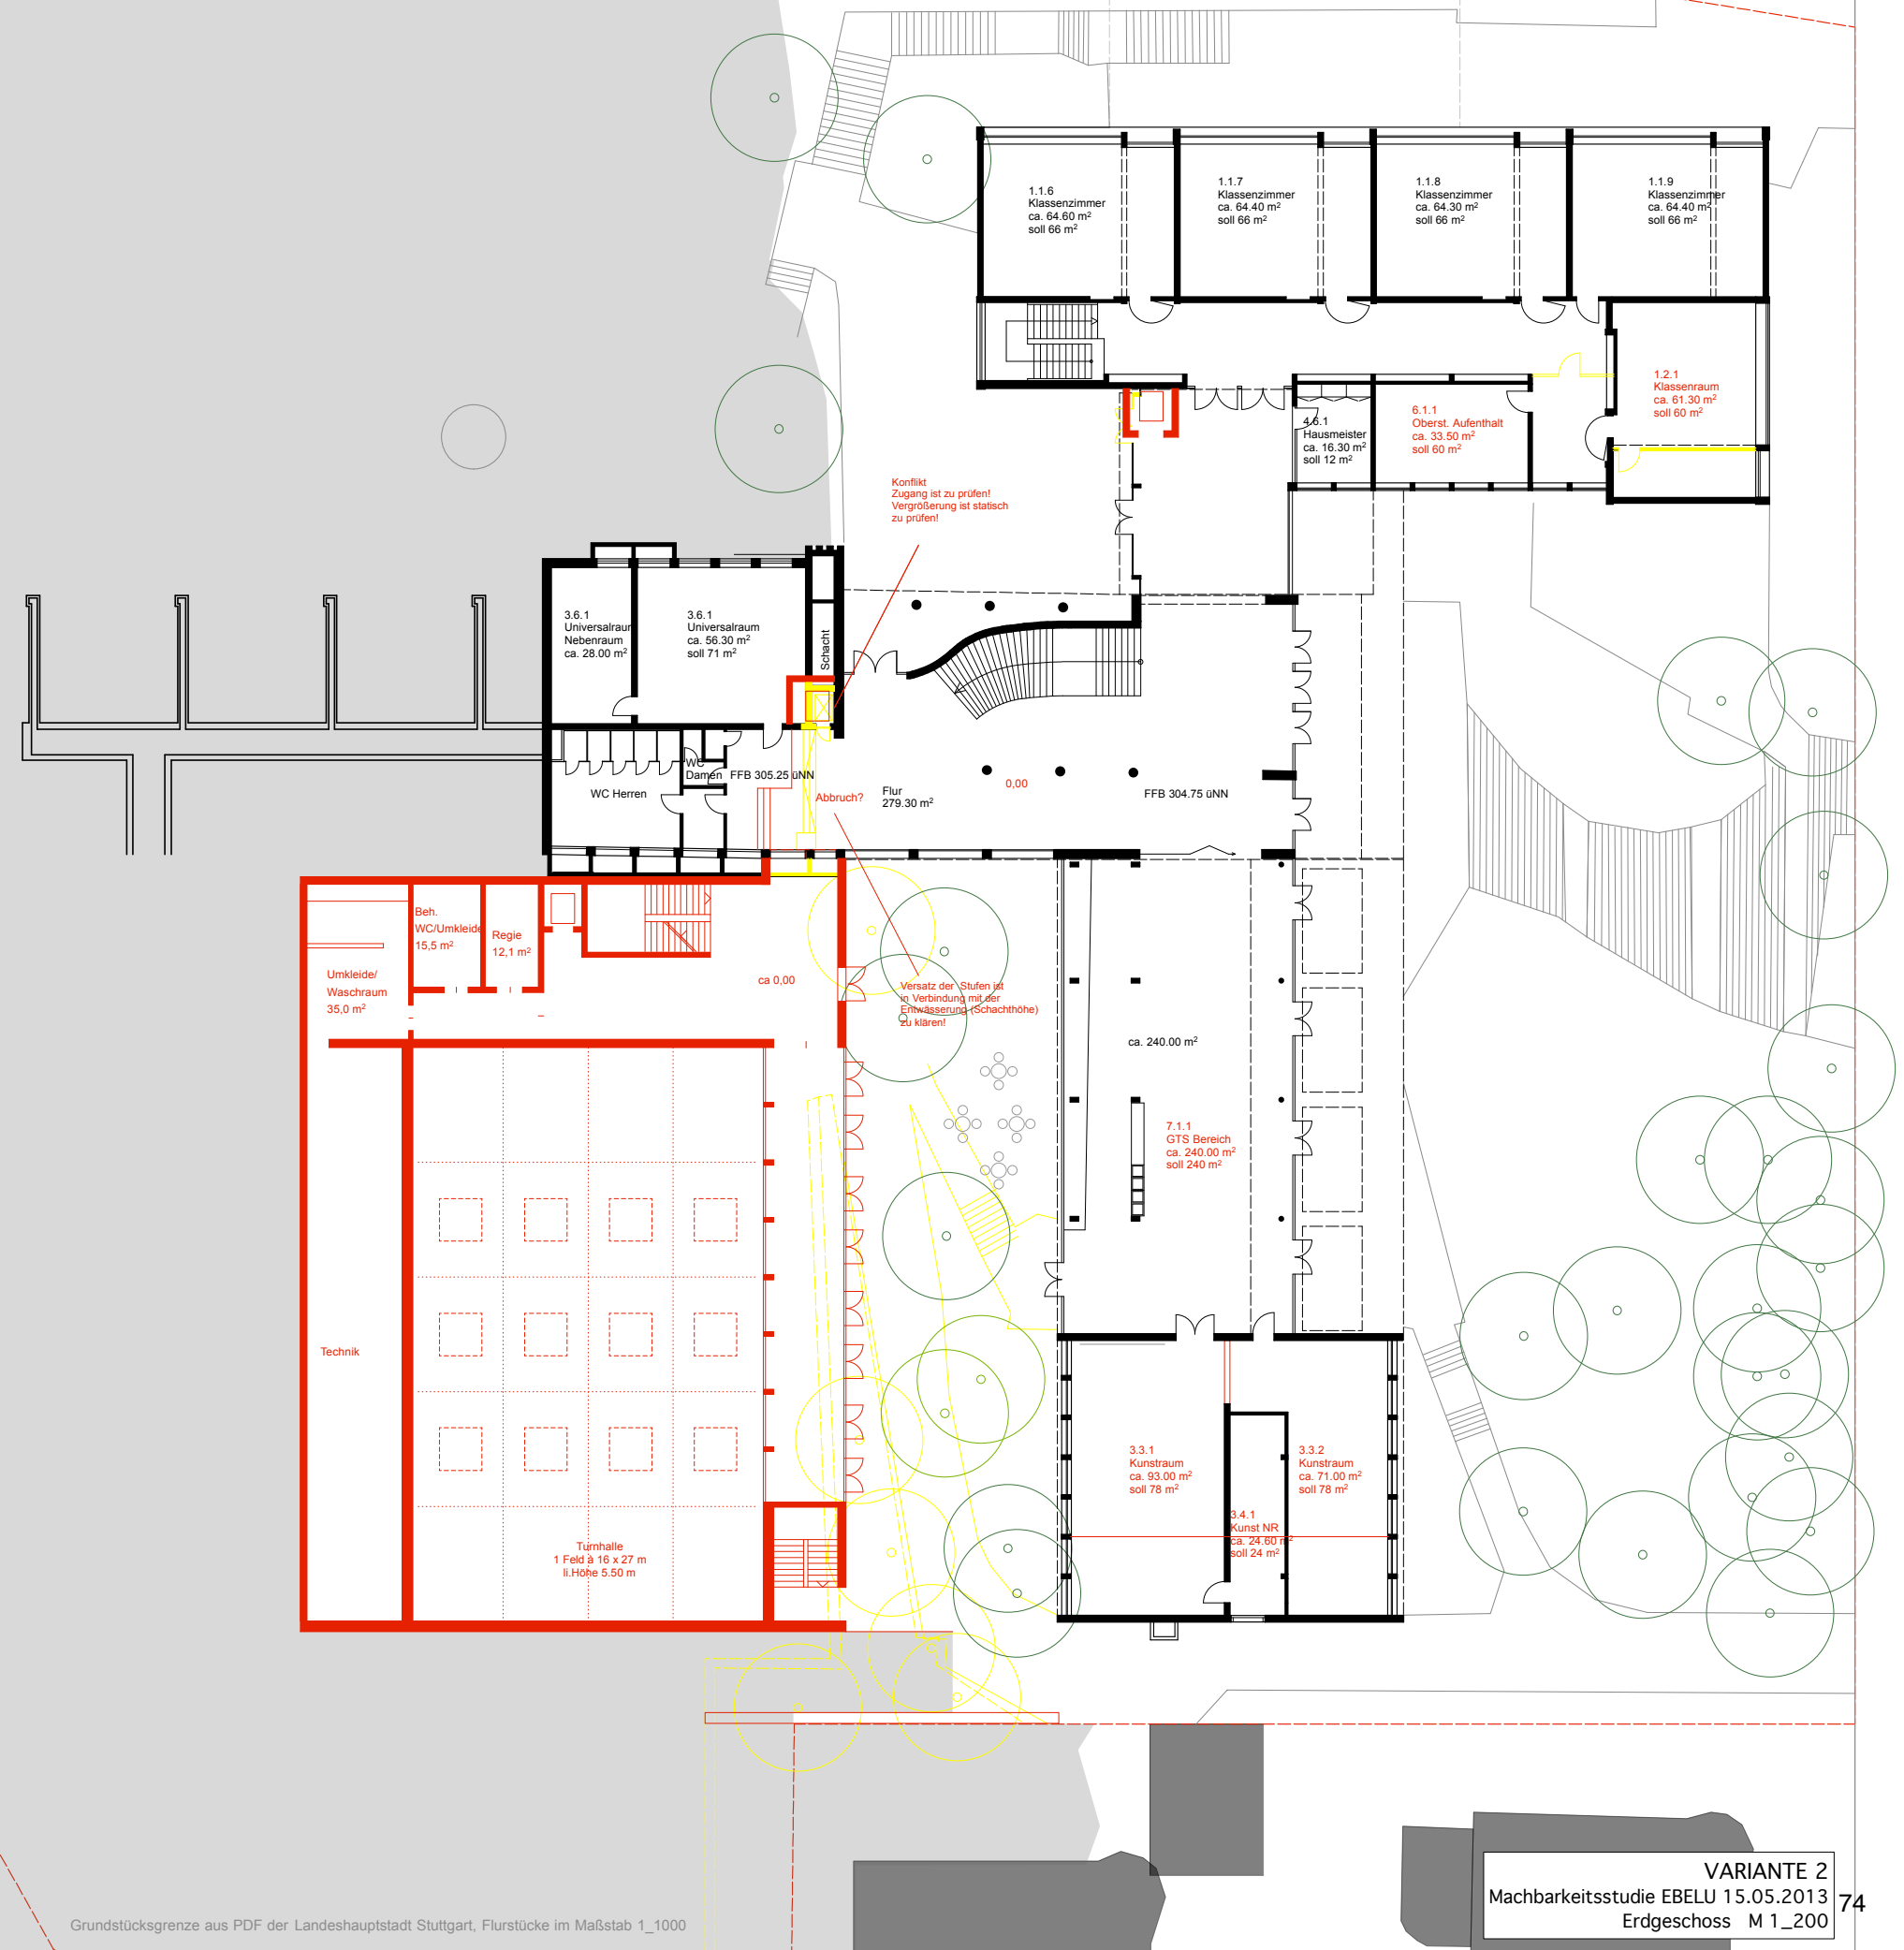 1.1.6
Klassenzimmer
ca. 64.60 m²
soll 66 m²
1.1.7
Klassenzimmer
ca. 64.40 m²
soll 66 m²
1.1.8
Klassenzimmer
ca. 64.30 m²
soll 66 m²
1.1.9
Klassenzimmer
ca. 64.40 m²
soll 66 m²
1.2.1
Klassenraum
ca. 61.30 m²
soll 60 m²
4.6.1
Hausmeister
ca. 16.30 m²
soll 12 m²
6.1.1
Oberst. Aufenthalt
ca. 33.50 m²
soll 60 m²
Konflikt
Zugang ist zu prüfen!
Vergrößerung ist statisch
zu prüfen!
3.6.1
Universalraum
Nebenraum
ca. 28.00 m²
3.6.1
Universalraum
ca. 56.30 m²
soll 71 m²
Schacht
WC
Damen
FFB 305.25 üNN
WC Herren
Abbruch?
Flur
279.30 m²
0,00
FFB 304.75 üNN
Beh.
WC/Umkleide
15,5 m²
Regie
12,1 m²
Umkleide/
Waschraum
35,0 m²
ca 0,00
Versatz der Stufen ist
in Verbindung mit der
Entwässerung (Schachthöhe)
zu klären!
ca. 240.00 m²
7.1.1
GTS Bereich
ca. 240.00 m²
soll 240 m²
Technik
3.3.1
Kunstraum
ca. 93.00 m²
soll 78 m²
3.3.2
Kunstraum
ca. 71.00 m²
soll 78 m²
3.4.1
Kunst NR
ca. 24.60 m²
soll 24 m²
Turnhalle
1 Feld à 16 x 27 m
li.Höhe 5.50 m
VARIANTE 2
Machbarkeitsstudie EBELU 15.05.2013
Erdgeschoss M 1_200
74
Grundstücksgrenze aus PDF der Landeshauptstadt Stuttgart, Flurstücke im Maßstab 1_1000